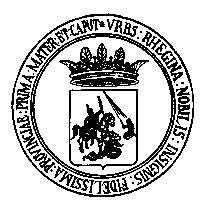 URBS · RHEGINA · NOBILIS · INSIGNIS · FIDELISSIMA · PROVINCIAE · PRIMA · MATER · ET · CAPUT